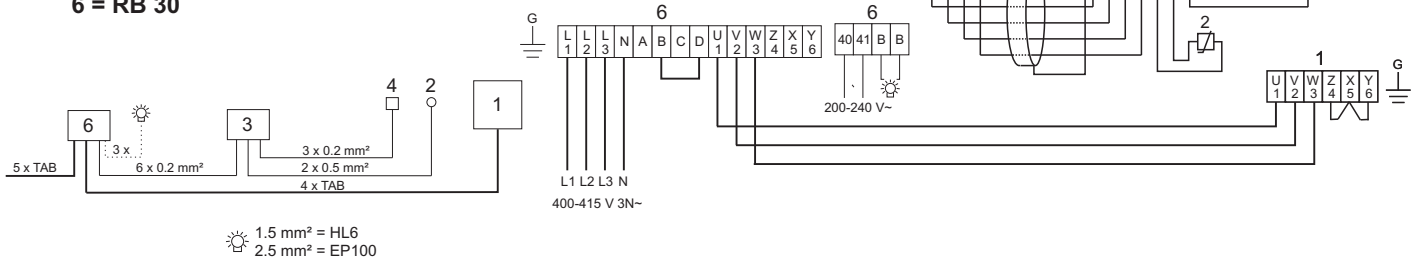 6 = RB 30
6
3
4
2
1
3 x
5 x TAB
6 x 0.2 mm²
3 x 0.2 mm²
2 x 0.5 mm²
4 x TAB
1.5 mm² = HL6
2.5 mm² = EP100
G
6
L1 L2 L3 N A B C D U1 V2 W3 Z4 X5 Y6
L1 L2 L3 N
400-415 V 3N~
6
40 41 B B
200-240 V~
2
1
G
U1 V2 W3 Z4 X5 Y6